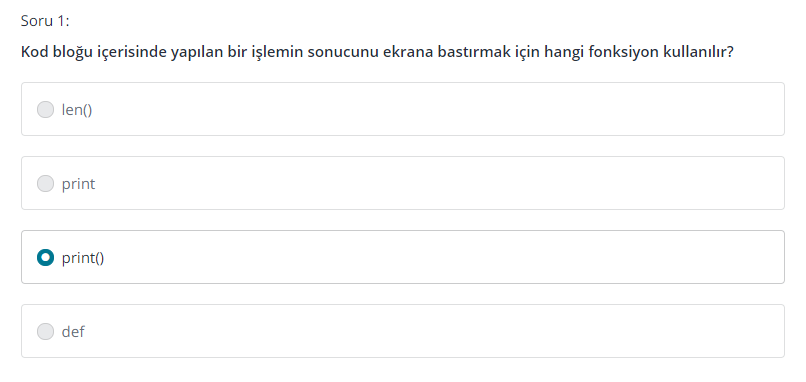 Soru 1:
Kod bloğu içerisinde yapılan bir işlemin sonucunu ekrana bastırmak için hangi fonksiyon kullanılır?
len()
print
print()
def